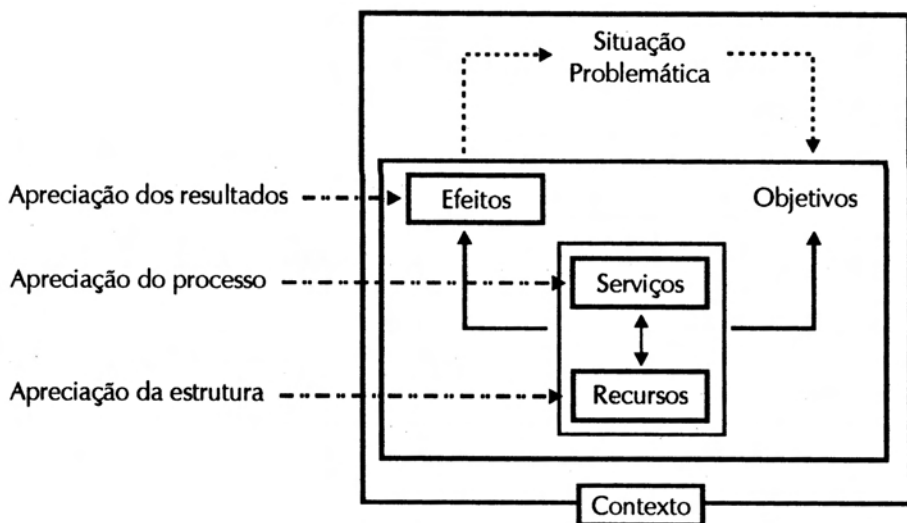 Situação
Problemática
Apreciação dos resultados
Efeitos
Objetivos
Apreciação do processo
Serviços
Apreciação da estrutura
Recursos
Contexto